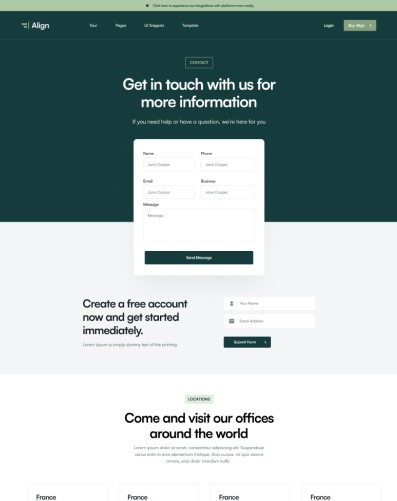 Click here to experience our integrations with platforms more easily.
Align
Tour
Pages
UI Snippets
Template
Login
Buy Align
CONTACT
Get in touch with us for
more information
If you need help or have a question, we're here for you
Name
Phone
Jane Cooper
Jane Cooper
Email
Business
Jane Cooper
Jane Cooper
Message
Message
Send Message
Create a free account
now and get started
immediately.
Lorem Ipsum is simply dummy text of the printing.
Your Name
Email Address
Submit Form
LOCATIONS
Come and visit our offices
around the world
Lorem ipsum dolor sit amet, consectetur adipiscing elit. Suspendisse
varius enim in eros elementum tristique. Duis cursus, mi quis viverra
ornare, eros dolor interdum nulla.
France
France
France
France